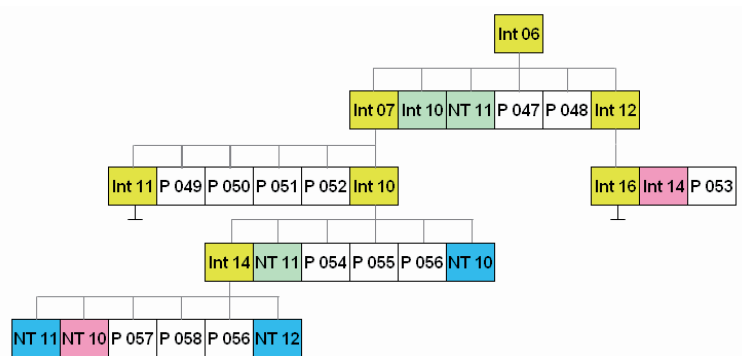 Int 06
Int 07 Int 10 NT 11 P 047 P 048 Int 12
Int 11 P 049 P 050 P 051 P 052 Int 10 Int 16 Int 14 P 053
Int 14 NT 11 P 054 P 055 P 056 NT 10
NT 11 NT 10 P 057 P 058 P 056 NT 12